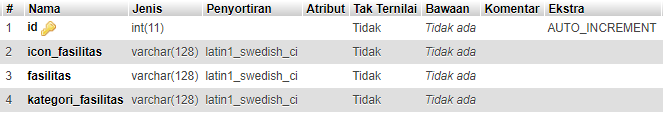 # Nama Jenis Penyortiran Atribut Tak Ternilai Bawaan Komentar Ekstra
1 id int(11) Tidak Tidak ada AUTO_INCREMENT
2 icon_fasilitas varchar(128) latin1_swedish_ci Tidak Tidak ada
3 fasilitas varchar(128) latin1_swedish_ci Tidak Tidak ada
4 kategori_fasilitas varchar(128) latin1_swedish_ci Tidak Tidak ada